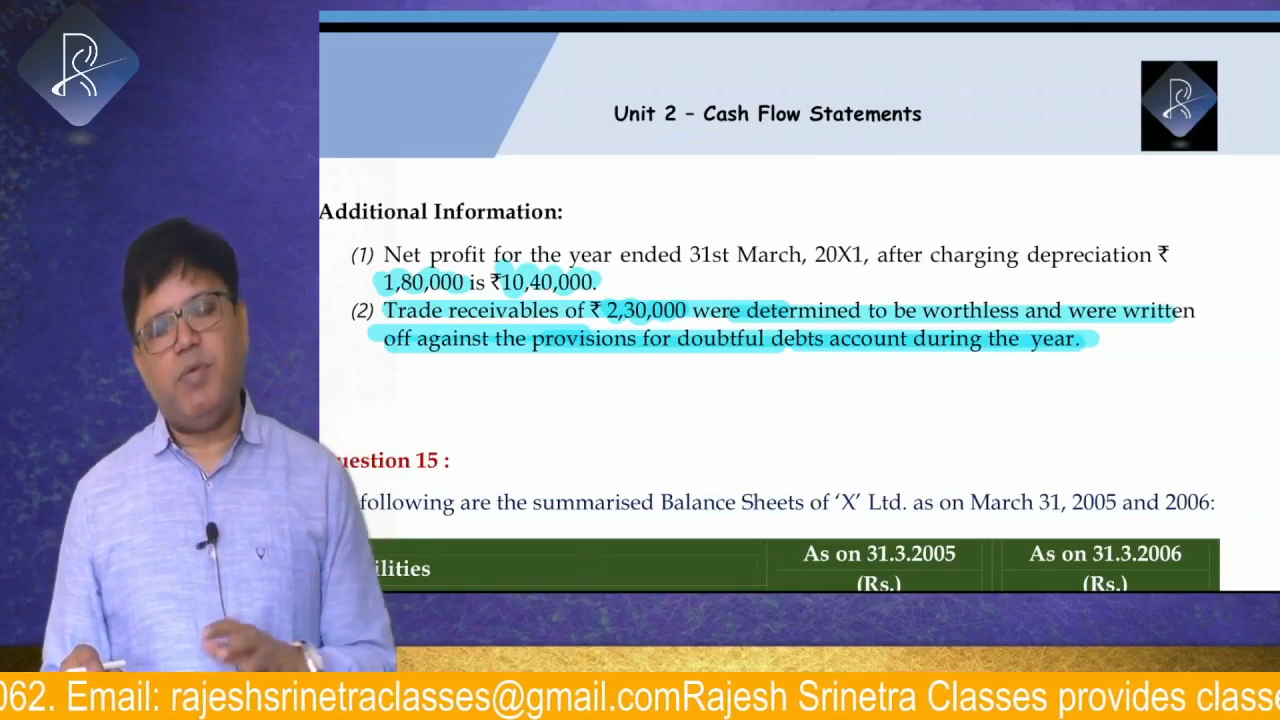 Unit 2 – Cash Flow Statements
Additional Information:
(1) Net profit for the year ended 31st March, 20X1, after charging depreciation ₹
1,80,000 is ₹10,40,000.
(2) Trade receivables of ₹ 2,30,000 were determined to be worthless and were written
off against the provisions for doubtful debts account during the year.
uestion 15 :
following are the summarised Balance Sheets of ‘X’ Ltd. as on March 31, 2005 and 2006:
ilities As on 31.3.2005 As on 31.3.2006
(Rs.) (Rs.)
062. Email: rajeshsrinetraclasses@gmail.comRajesh Srinetra Classes provides classe